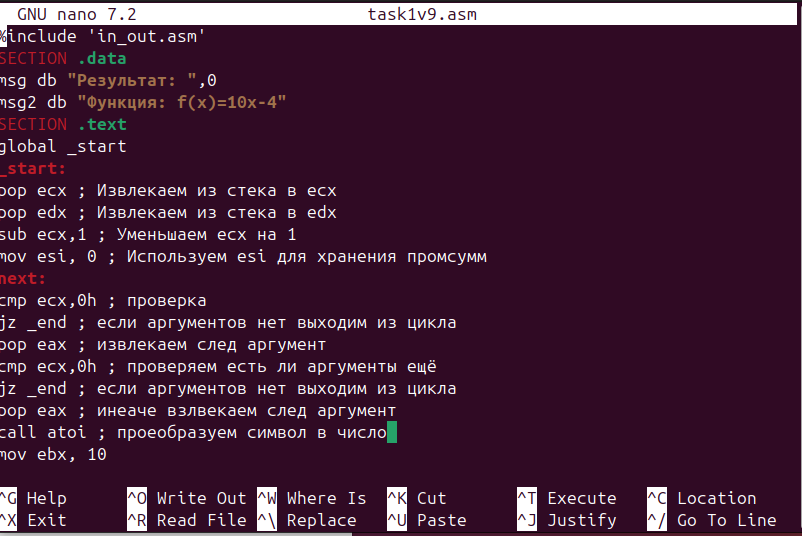 GNU nano 7.2 task1v9.asm
%include 'in_out.asm'
SECTION .data
msg db "Результат: ",0
msg2 db "Функция: f(x)=10x-4"
SECTION .text
global _start
_start:
pop ecx ; Извлекаем из стека в ecx
pop edx ; Извлекаем из стека в edx
sub ecx,1 ; Уменьшаем ecx на 1
mov esi, 0 ; Используем esi для хранения промсумм
next:
cmp ecx,0h ; проверка
jz _end ; если аргументов нет выходим из цикла
pop eax ; извлекаем след аргумент
cmp ecx,0h ; проверяем есть ли аргументы ещё
jz _end ; если аргументов нет выходим из цикла
pop eax ; инеаче взлвекаем след аргумент
call atoi ; проеобразуем символ в число
mov ebx, 10
^G Help ^O Write Out ^W Where Is ^K Cut ^T Execute ^C Location
^X Exit ^R Read File ^\ Replace ^U Paste ^J Justify ^/ Go To Line